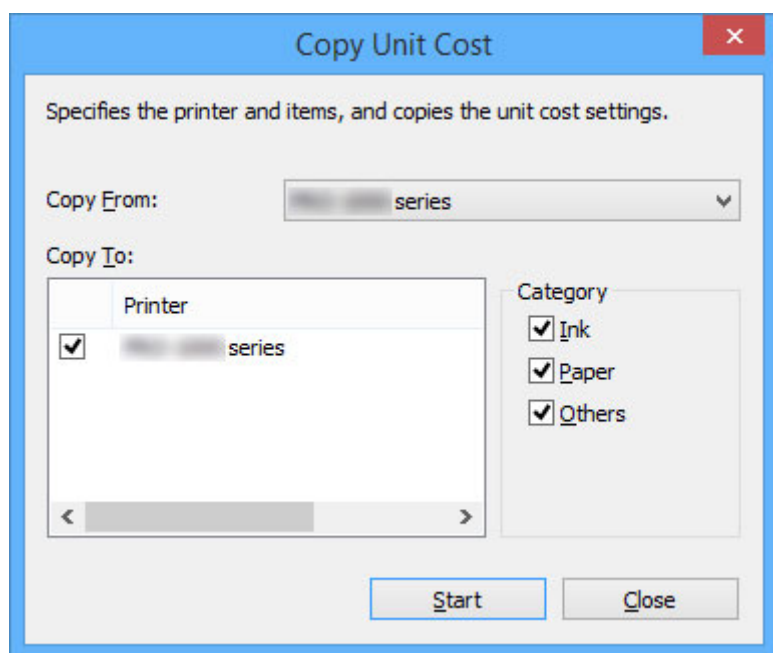 Copy Unit Cost
Specifies the printer and items, and copies the unit cost settings.
Copy From:
series
Copy To:
Printer
series
Category
Ink
Paper
Others
Start
Close